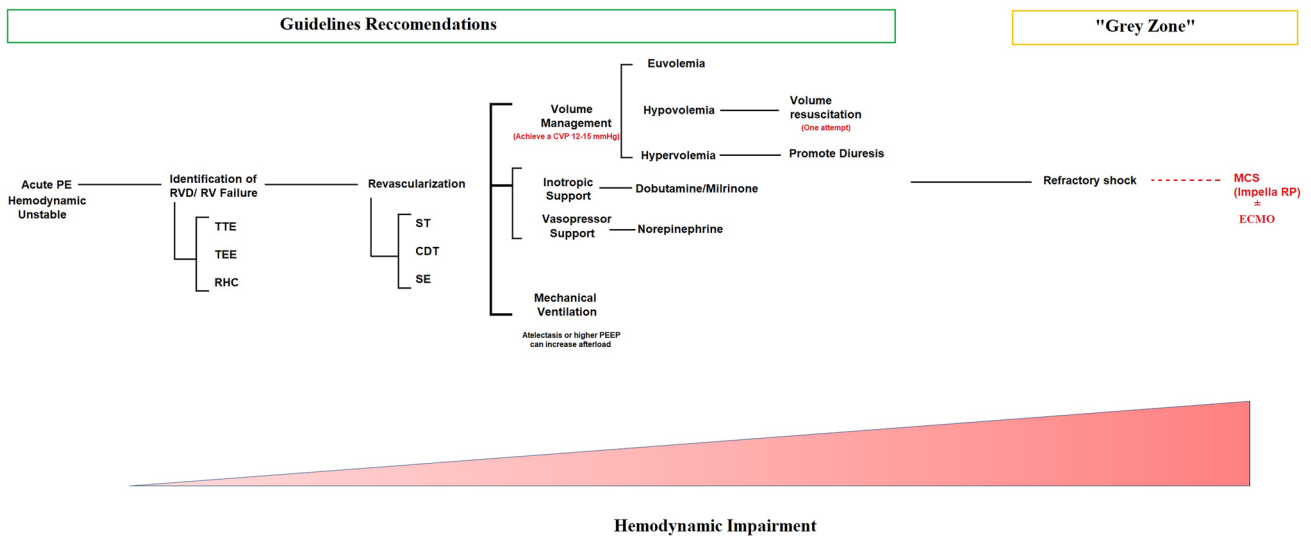 Guidelines Reccomendations
"Grey Zone"
Acute PE
Hemodynamic
Unstable
Identification of
RVD/ RV Failure
TTE
TEE
RHC
Revascularization
ST
CDT
SE
Volume
Management
(Achieve a CVP 12-15 mmHg)
Euvolemia
Hypovolemia
Volume
resuscitation
(One attempt)
Hypervolemia
Promote Diuresis
Inotropic
Support
Dobutamine/Milrinone
Vasopressor
Support
Norepinephrine
Mechanical
Ventilation
Atelectasis or higher PEEP
can increase afterload
Refractory shock
MCS
(Impella RP)
±
ECMO
Hemodynamic Impairment